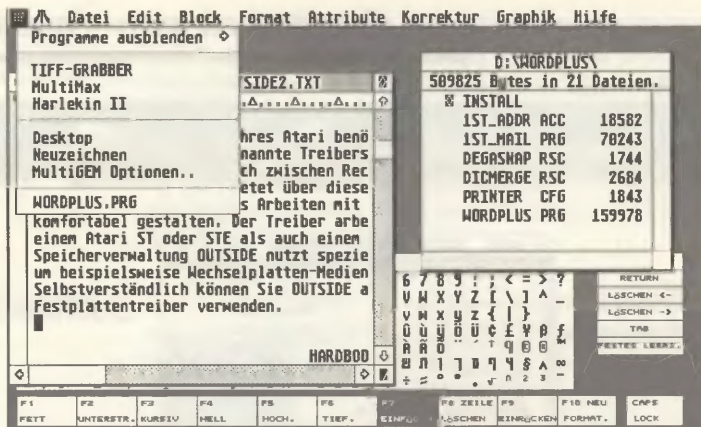 Datei Edit Block Format Attribute Korrektur Graphik Hilfe
Programme ausblenden
TIFF-GRABBER
MultiMax
Harlekin II
Desktop
Neuzeichnen
MultiGEM Optionen..
WORDPLUS.PRG
SIDE2.TXT
hres Atari benö
nannte Treibers
ch zwischen Rec
etet über diese
s Arbeiten mit
komfortabel gestalten. Der Treiber arbe
einem Atari ST oder STE als auch einem
Speicherverwaltung OUTSIDE nutzt spezie
um beispielsweise Wechselplatten-Medien
Selbstverständlich können Sie OUTSIDE a
Festplattentreiber verwenden.
HARDBOD
D:\WORDPLUS\
509825 Bytes in 21 Dateien.
INSTALL
1ST_ADDR ACC 18582
1ST_MAIL PRG 70243
DEGASNAP RSC 1744
DICMERGE RSC 2684
PRINTER CFG 1843
WORDPLUS PRG 159978
6 7 8 9 : ; < = > ?
V W X Y Z [ \ ] ^ _
v w x y z { | }
RETURN
LöSCHEN <-
LöSCHEN ->
TAB
FESTES LEERZ.
F1 F2 F3 F4 F5 F6 F7 F8 ZEILE F9 F10 NEU CAPS
FETT UNTERSTR. KURSIV HELL HOCH. TIEF. LöSCHEN EINRüCKEN FORMAT. LOCK